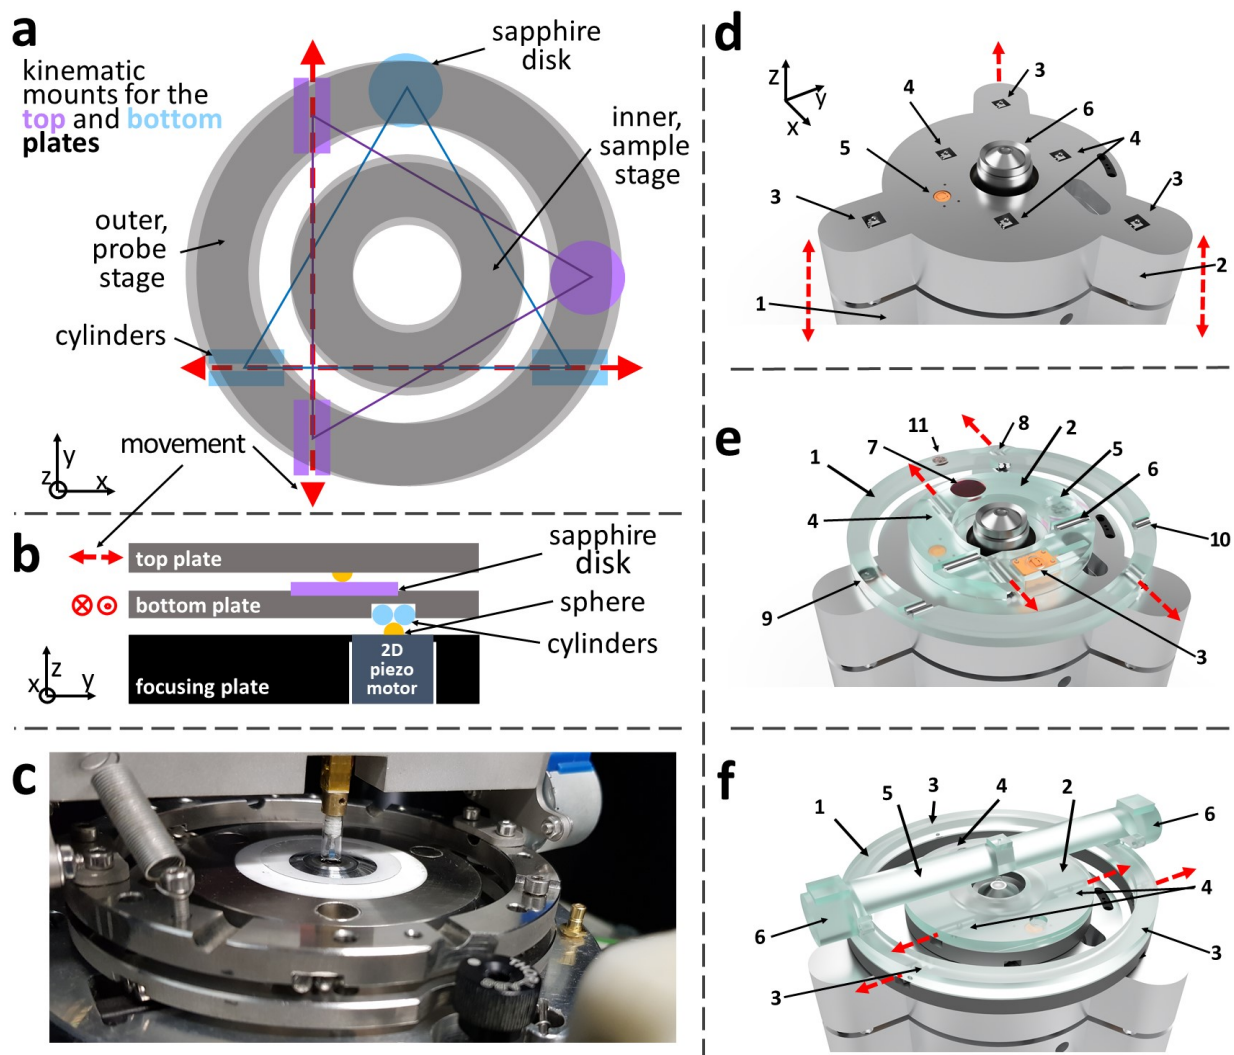 a
kinematic
mounts for the
top and bottom
plates
sapphire
disk
inner,
sample
stage
outer,
probe
stage
cylinders
movement
y
z
x
b
top plate
bottom plate
focusing plate
2D
piezo
motor
sapphire
disk
sphere
cylinders
z
x
y
c
d
z
y
x
3
4
6
4
5
3
3
2
1
e
11
8
2
7
5
1
6
4
10
9
3
f
3
4
2
5
1
6
4
6
3
3